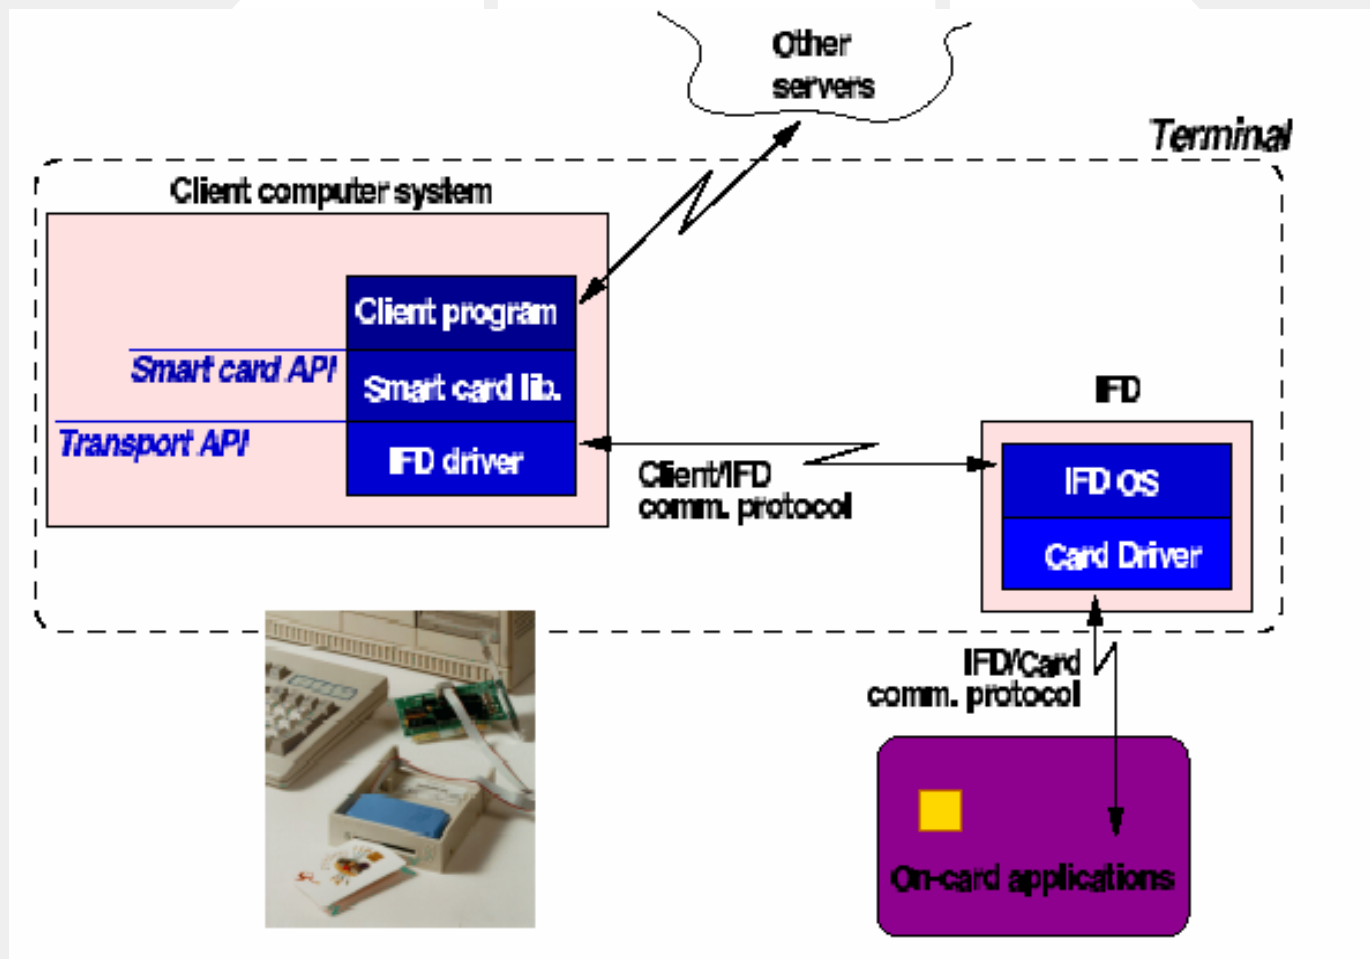 Other
servers
Terminal
Client computer system
Client program
Smart card API
Smart card lib.
Transport API
IFD driver
Client/IFD
comm. protocol
IFD
IFD OS
Card Driver
IFD/Card
comm. protocol
On-card applications